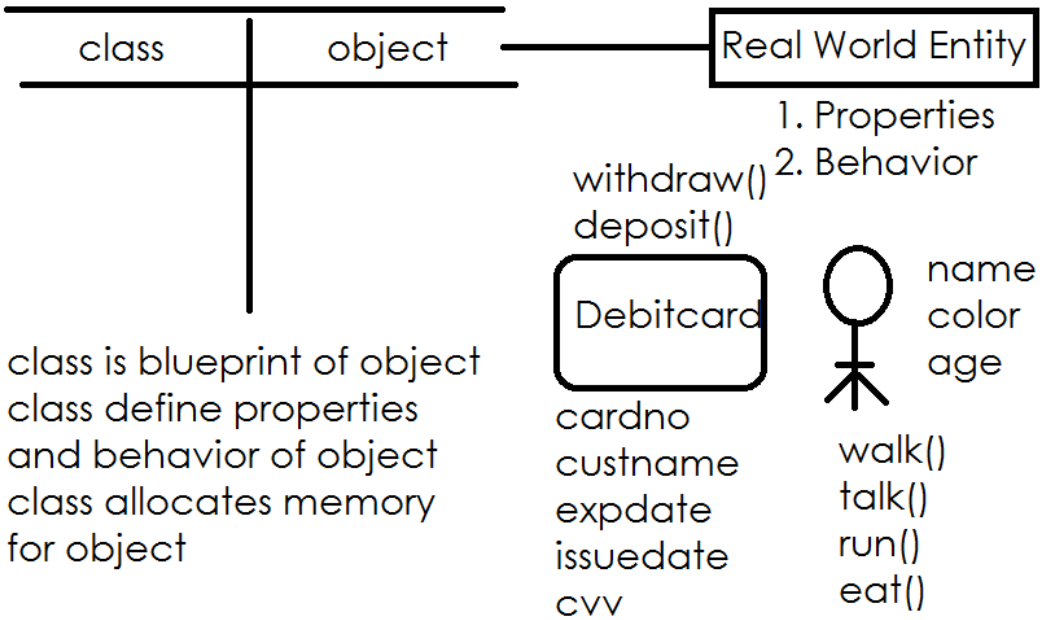 class
object
Real World Entity
1. Properties
2. Behavior
withdraw()
deposit()
Debitcard
name
color
age
class is blueprint of object
class define properties
and behavior of object
class allocates memory
for object
cardno
custname
expdate
issuedate
cvv
walk()
talk()
run()
eat()